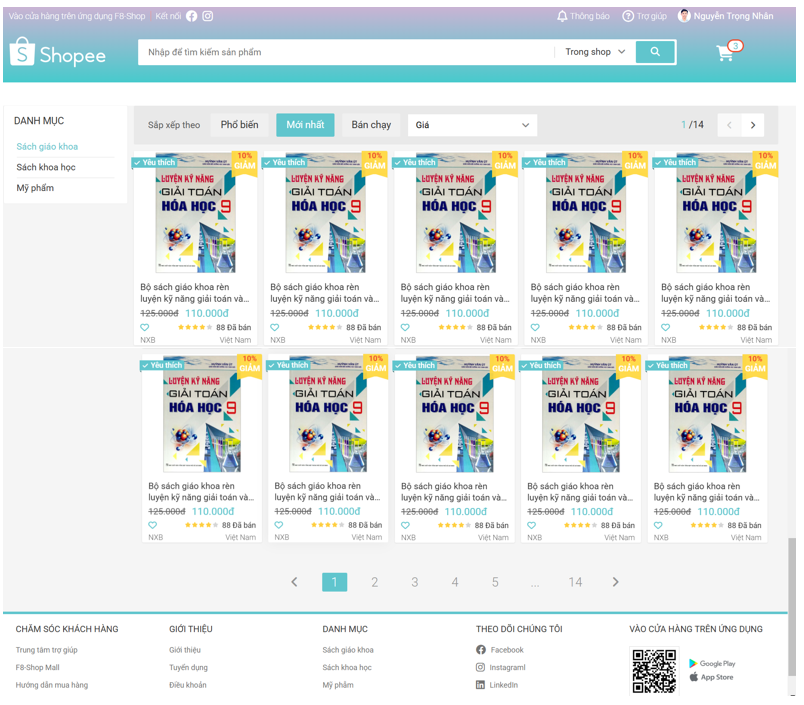 Vào cửa hàng trên ứng dụng F8-Shop Kết nối
Thông báo Trợ giúp Nguyễn Trọng Nhân
Shopee
Nhập để tìm kiếm sản phẩm Trong shop 3
DANH MỤC
Sách giáo khoa
Sách khoa học
Mỹ phẩm
Sắp xếp theo Phổ biến Mới nhất Bán chạy Giá 1/14
Yêu thích 10% GIẢM Yêu thích 10% GIẢM Yêu thích 10% GIẢM Yêu thích 10% GIẢM Yêu thích 10% GIẢM
LUYỆN KỸ NĂNG LUYỆN KỸ NĂNG LUYỆN KỸ NĂNG LUYỆN KỸ NĂNG LUYỆN KỸ NĂNG
GIẢI TOÁN GIẢI TOÁN GIẢI TOÁN GIẢI TOÁN GIẢI TOÁN
HÓA HỌC 9 HÓA HỌC 9 HÓA HỌC 9 HÓA HỌC 9 HÓA HỌC 9
Bộ sách giáo khoa rèn Bộ sách giáo khoa rèn Bộ sách giáo khoa rèn Bộ sách giáo khoa rèn Bộ sách giáo khoa rèn
luyện kỹ năng giải toán và... luyện kỹ năng giải toán và... luyện kỹ năng giải toán và... luyện kỹ năng giải toán và... luyện kỹ năng giải toán và...
125.000đ 110.000đ 125.000đ 110.000đ 125.000đ 110.000đ 125.000đ 110.000đ 125.000đ 110.000đ
88 Đã bán 88 Đã bán 88 Đã bán 88 Đã bán 88 Đã bán
NXB Việt Nam NXB Việt Nam NXB Việt Nam NXB Việt Nam NXB Việt Nam
Yêu thích 10% GIẢM Yêu thích 10% GIẢM Yêu thích 10% GIẢM Yêu thích 10% GIẢM Yêu thích 10% GIẢM
LUYỆN KỸ NĂNG LUYỆN KỸ NĂNG LUYỆN KỸ NĂNG LUYỆN KỸ NĂNG LUYỆN KỸ NĂNG
GIẢI TOÁN GIẢI TOÁN GIẢI TOÁN GIẢI TOÁN GIẢI TOÁN
HÓA HỌC 9 HÓA HỌC 9 HÓA HỌC 9 HÓA HỌC 9 HÓA HỌC 9
Bộ sách giáo khoa rèn Bộ sách giáo khoa rèn Bộ sách giáo khoa rèn Bộ sách giáo khoa rèn Bộ sách giáo khoa rèn
luyện kỹ năng giải toán và... luyện kỹ năng giải toán và... luyện kỹ năng giải toán và... luyện kỹ năng giải toán và... luyện kỹ năng giải toán và...
125.000đ 110.000đ 125.000đ 110.000đ 125.000đ 110.000đ 125.000đ 110.000đ 125.000đ 110.000đ
88 Đã bán 88 Đã bán 88 Đã bán 88 Đã bán 88 Đã bán
NXB Việt Nam NXB Việt Nam NXB Việt Nam NXB Việt Nam NXB Việt Nam
1 2 3 4 5 ... 14
CHĂM SÓC KHÁCH HÀNG
Trung tâm trợ giúp
F8-Shop Mall
Hướng dẫn mua hàng
GIỚI THIỆU
Giới thiệu
Tuyển dụng
Điều khoản
DANH MỤC
Sách giáo khoa
Sách khoa học
Mỹ phẩm
THEO DÕI CHÚNG TÔI
Facebook
Instagraml
LinkedIn
VÀO CỬA HÀNG TRÊN ỨNG DỤNG
Google Play
App Store